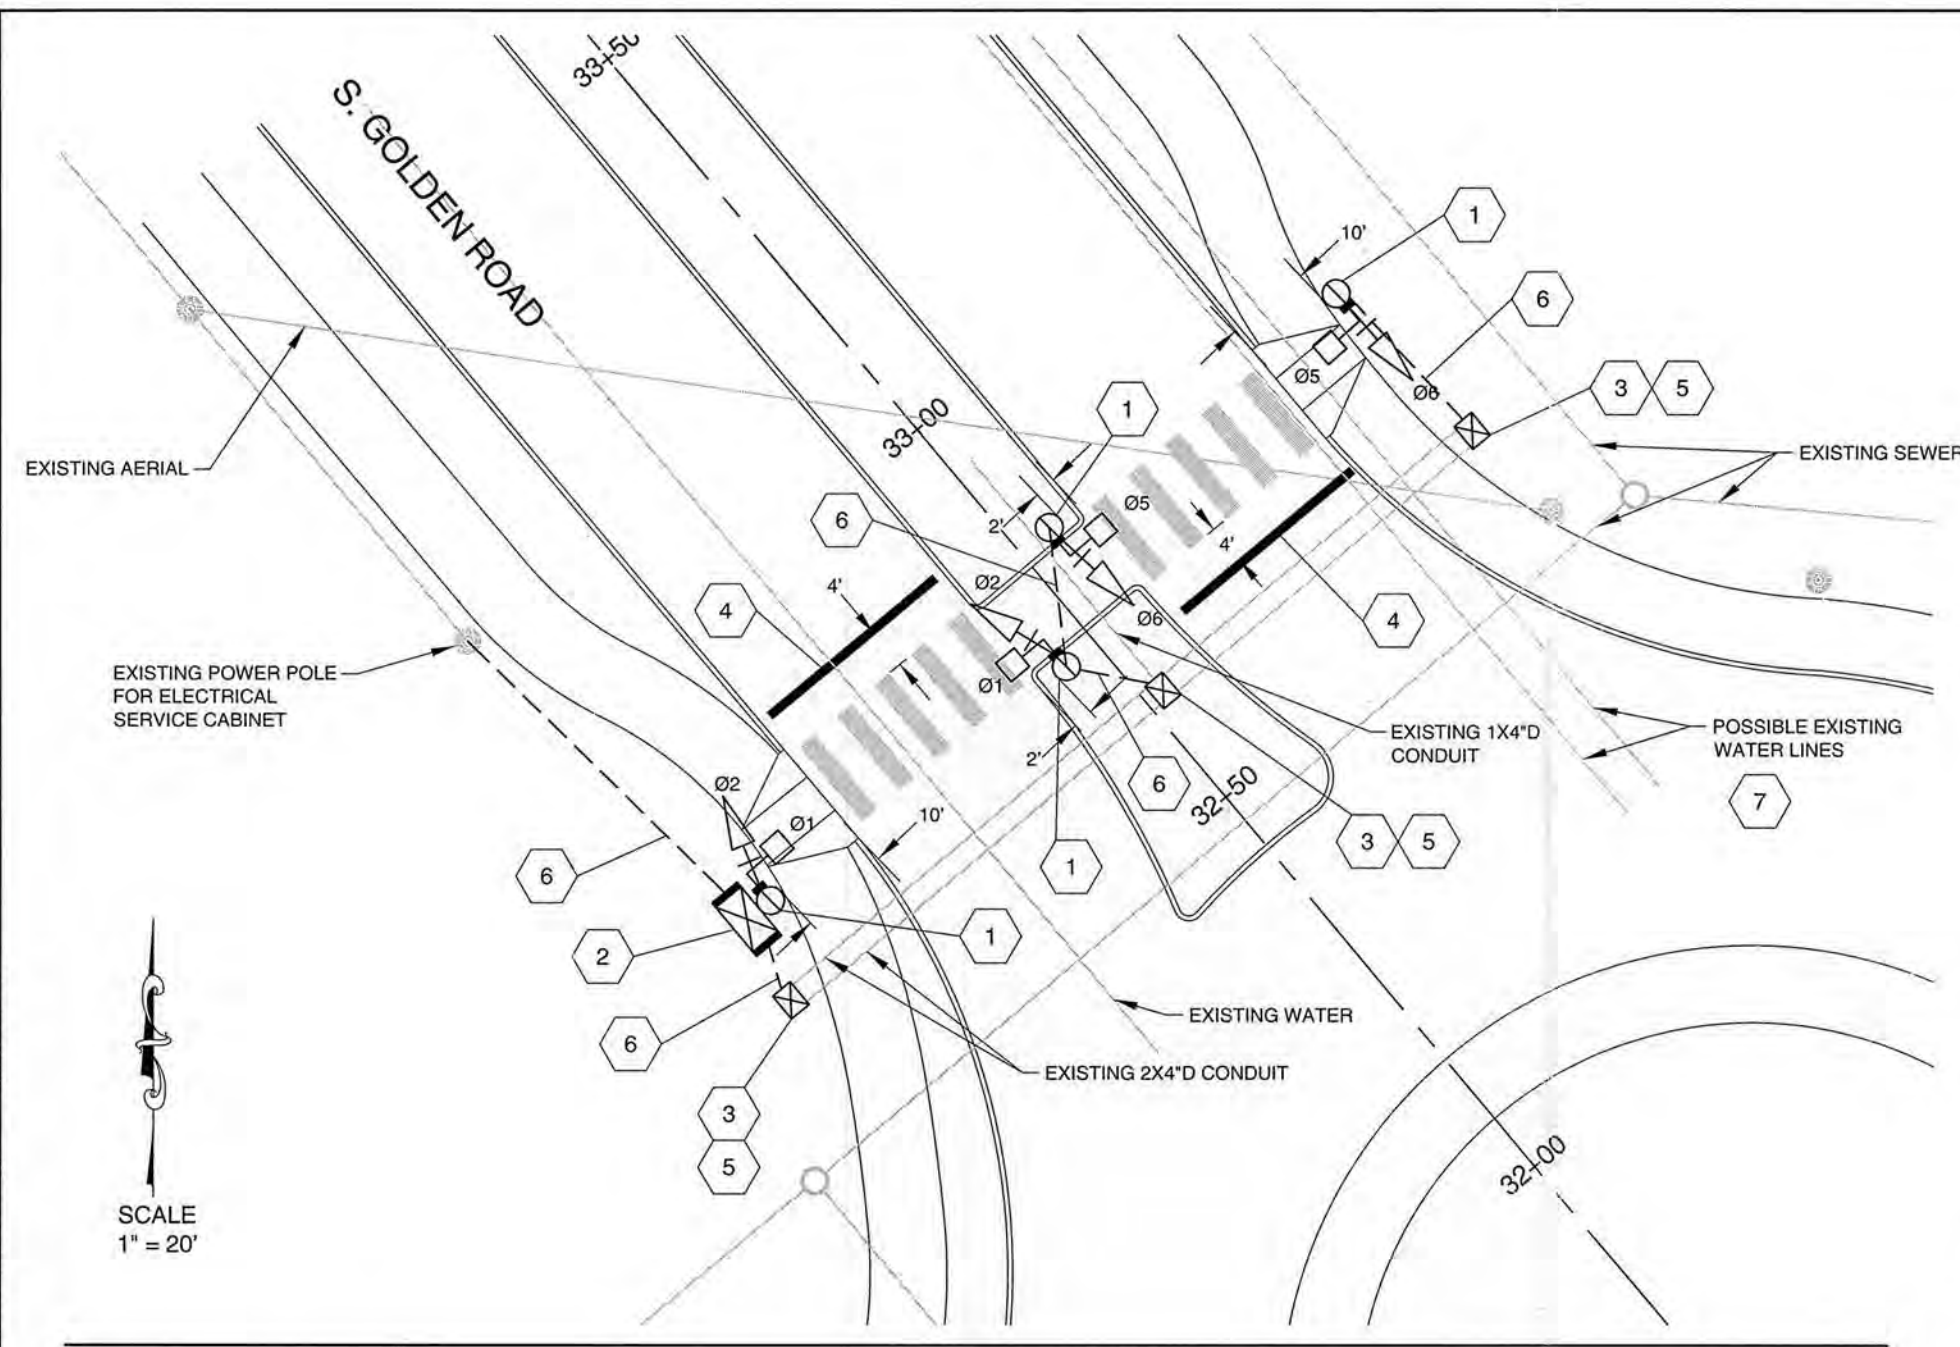 33+50
S. GOLDEN ROAD
1
10'
6
3
5
Ø5
Ø6
EXISTING SEWER
1
33+00
EXISTING AERIAL
2'
Ø5
4'
6
Ø2
4'
4
Ø6
4
EXISTING POWER POLE
FOR ELECTRICAL
SERVICE CABINET
Ø1
EXISTING 1X4"D
CONDUIT
POSSIBLE EXISTING
WATER LINES
7
2'
6
32+50
Ø2
Ø1
10'
3
5
6
1
1
2
EXISTING WATER
6
EXISTING 2X4"D CONDUIT
3
5
32+00
SCALE
1" = 20'